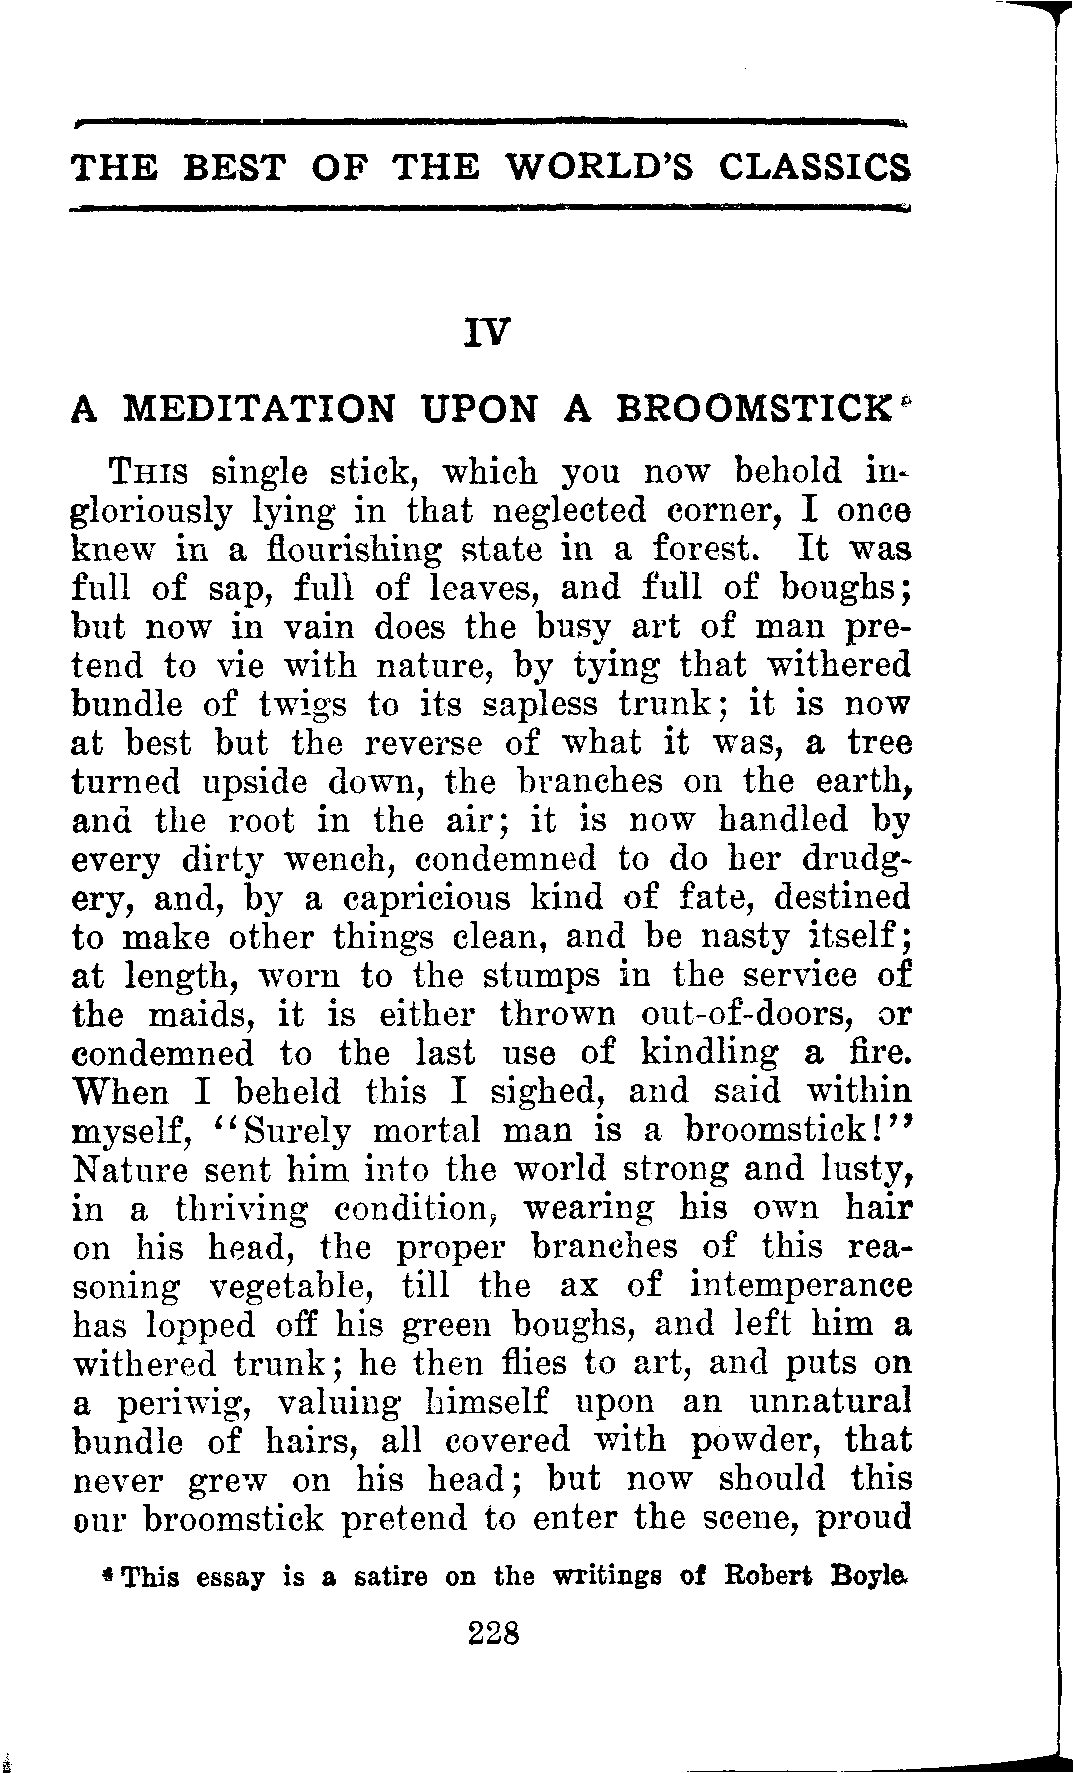 THE BEST OF THE WORLD'S CLASSICS
IV
A MEDITATION UPON A BROOMSTICK*
THIS single stick, which you now behold in-
gloriously lying in that neglected corner, I once
knew in a flourishing state in a forest. It was
full of sap, full of leaves, and full of boughs;
but now in vain does the busy art of man pre-
tend to vie with nature, by tying that withered
bundle of twigs to its sapless trunk; it is now
at best but the reverse of what it was, a tree
turned upside down, the branches on the earth,
and the root in the air; it is now handled by
every dirty wench, condemned to do her drudg-
ery, and, by a capricious kind of fate, destined
to make other things clean, and be nasty itself;
at length, worn to the stumps in the service of
the maids, it is either thrown out-of-doors, or
condemned to the last use of kindling a fire.
When I beheld this I sighed, and said within
myself, "Surely mortal man is a broomstick!"
Nature sent him into the world strong and lusty,
in a thriving condition, wearing his own hair
on his head, the proper branches of this rea-
soning vegetable, till the ax of intemperance
has lopped off his green boughs, and left him a
withered trunk; he then flies to art, and puts on
a periwig, valuing himself upon an unnatural
bundle of hairs, all covered with powder, that
never grew on his head; but now should this
our broomstick pretend to enter the scene, proud
* This essay is a satire on the writings of Robert Boyle.
228